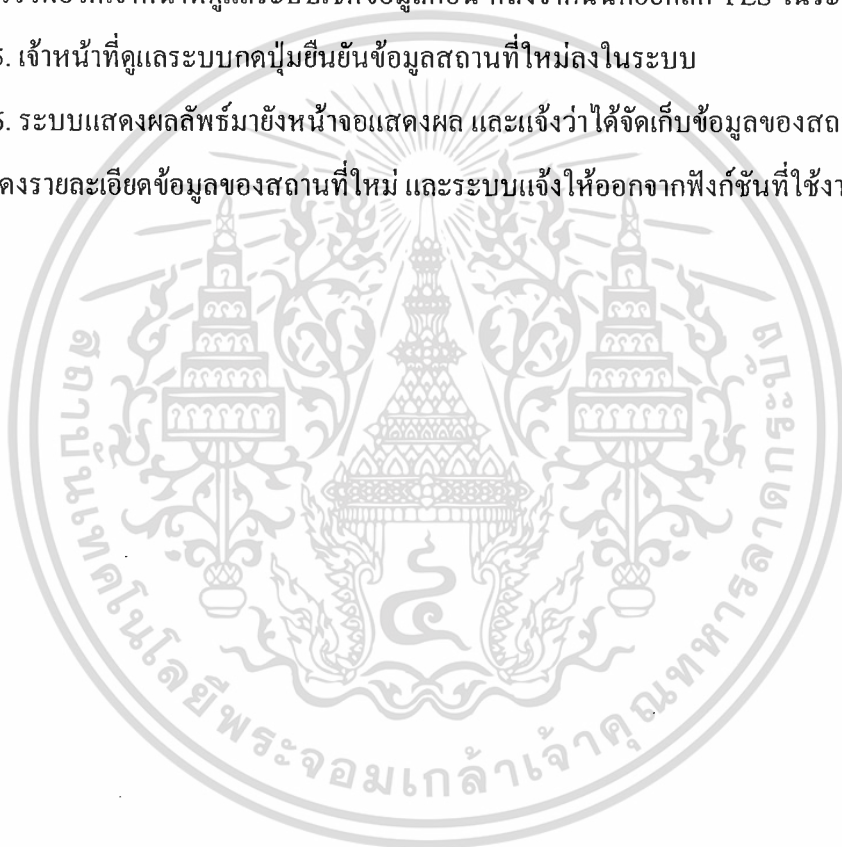 5. เจ้าหน้าที่ดูแลระบบกดปุ่มยืนยันข้อมูลสถานที่ใหม่ลงในระบบ
6. ระบบแสดงผลลัพธ์มายังหน้าจอแสดงผล และแจ้งว่าได้จัดเก็บข้อมูลของสถ
ดงรายละเอียดข้อมูลของสถานที่ใหม่ และระบบแจ้งให้ออกจากฟังก์ชันที่ใช้งา
สถาบันเทคโนโลยีพระจอมเกล้าเจ้าคุณทหารลาดกระบัง